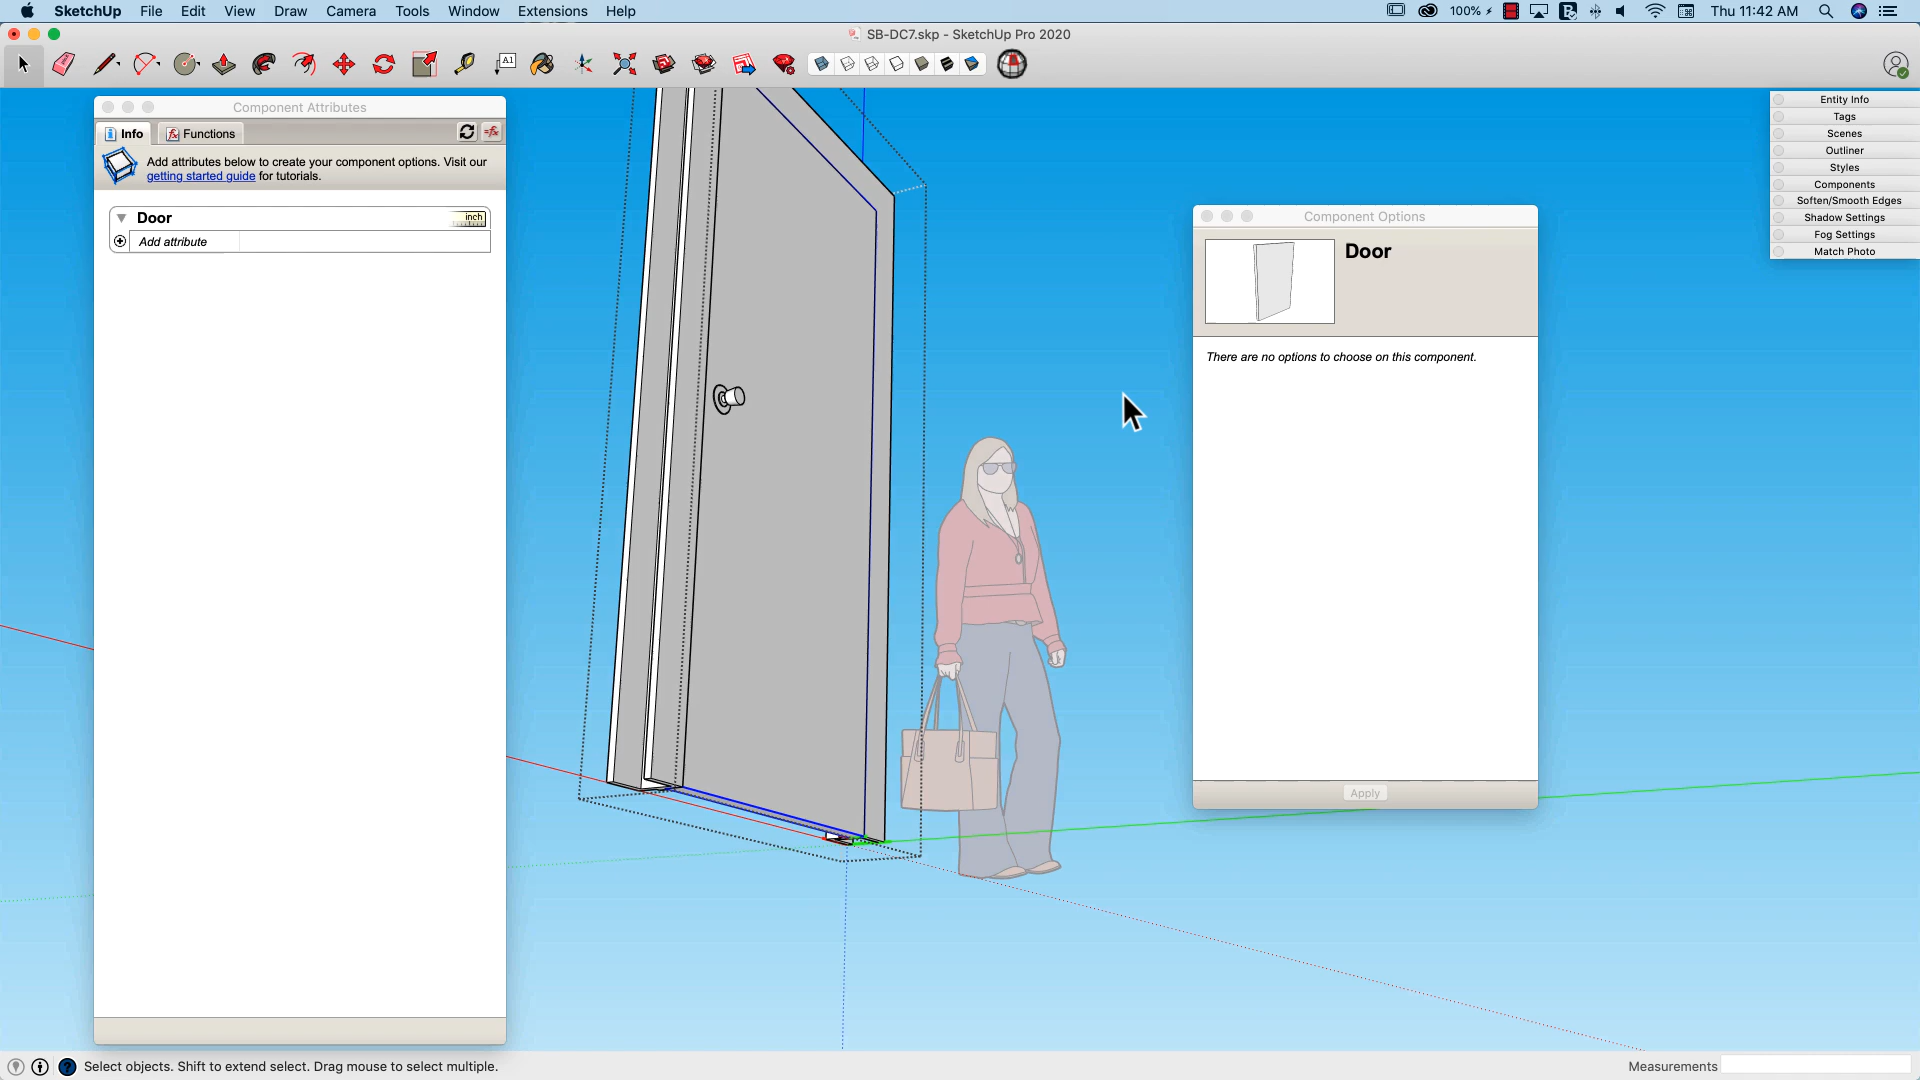 SketchUp File Edit View Draw Camera Tools Window Extensions Help 100% Thu 11:42 AM
SB-DC7.skp - SketchUp Pro 2020
A1
Component Attributes
Info Functions
Add attributes below to create your component options. Visit our
getting started guide for tutorials.
Door inch
Add attribute
Component Options
Door
There are no options to choose on this component.
Apply
Entity Info
Tags
Scenes
Outliner
Styles
Components
Soften/Smooth Edges
Shadow Settings
Fog Settings
Match Photo
Select objects. Shift to extend select. Drag mouse to select multiple.
Measurements